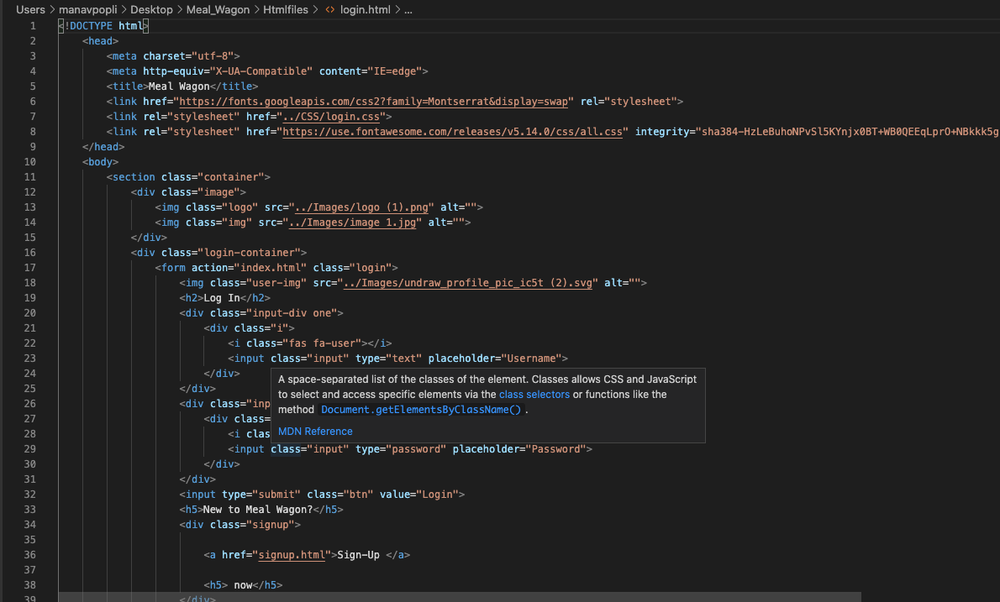 Users > manavpopli > Desktop > Meal_Wagon > Htmlfiles > <> login.html > ...
1 <!DOCTYPE html>
2 <head>
3 <meta charset="utf-8">
4 <meta http-equiv="X-UA-Compatible" content="IE=edge">
5 <title>Meal Wagon</title>
6 <link href="https://fonts.googleapis.com/css2?family=Montserrat&display=swap" rel="stylesheet">
7 <link rel="stylesheet" href="../CSS/login.css">
8 <link rel="stylesheet" href="https://use.fontawesome.com/releases/v5.14.0/css/all.css" integrity="sha384-HzLeBuhoNPvSl5KYnjx0BT+WB0QEEqLprO+NBkkk5g
9 </head>
10 <body>
11 <section class="container">
12 <div class="image">
13 <img class="logo" src="../Images/logo (1).png" alt="">
14 <img class="img" src="../Images/image 1.jpg" alt="">
15 </div>
16 <div class="login-container">
17 <form action="index.html" class="login">
18 <img class="user-img" src="../Images/undraw_profile_pic_ic5t (2).svg" alt="">
19 <h2>Log In</h2>
20 <div class="input-div one">
21 <div class="i">
22 <i class="fas fa-user"></i>
23 <input class="input" type="text" placeholder="Username">
24 </div>
A space-separated list of the classes of the element. Classes allows CSS and JavaScript
25 </div>
to select and access specific elements via the class selectors or functions like the
26 <div class="inp
method Document.getElementsByClassName() .
27 <div class=
28 <i clas
MDN Reference
29 <input class="input" type="password" placeholder="Password">
30 </div>
31 </div>
32 <input type="submit" class="btn" value="Login">
33 <h5>New to Meal Wagon?</h5>
34 <div class="signup">
35
36 <a href="signup.html">Sign-Up </a>
37
38 <h5> now</h5>
39 </div>